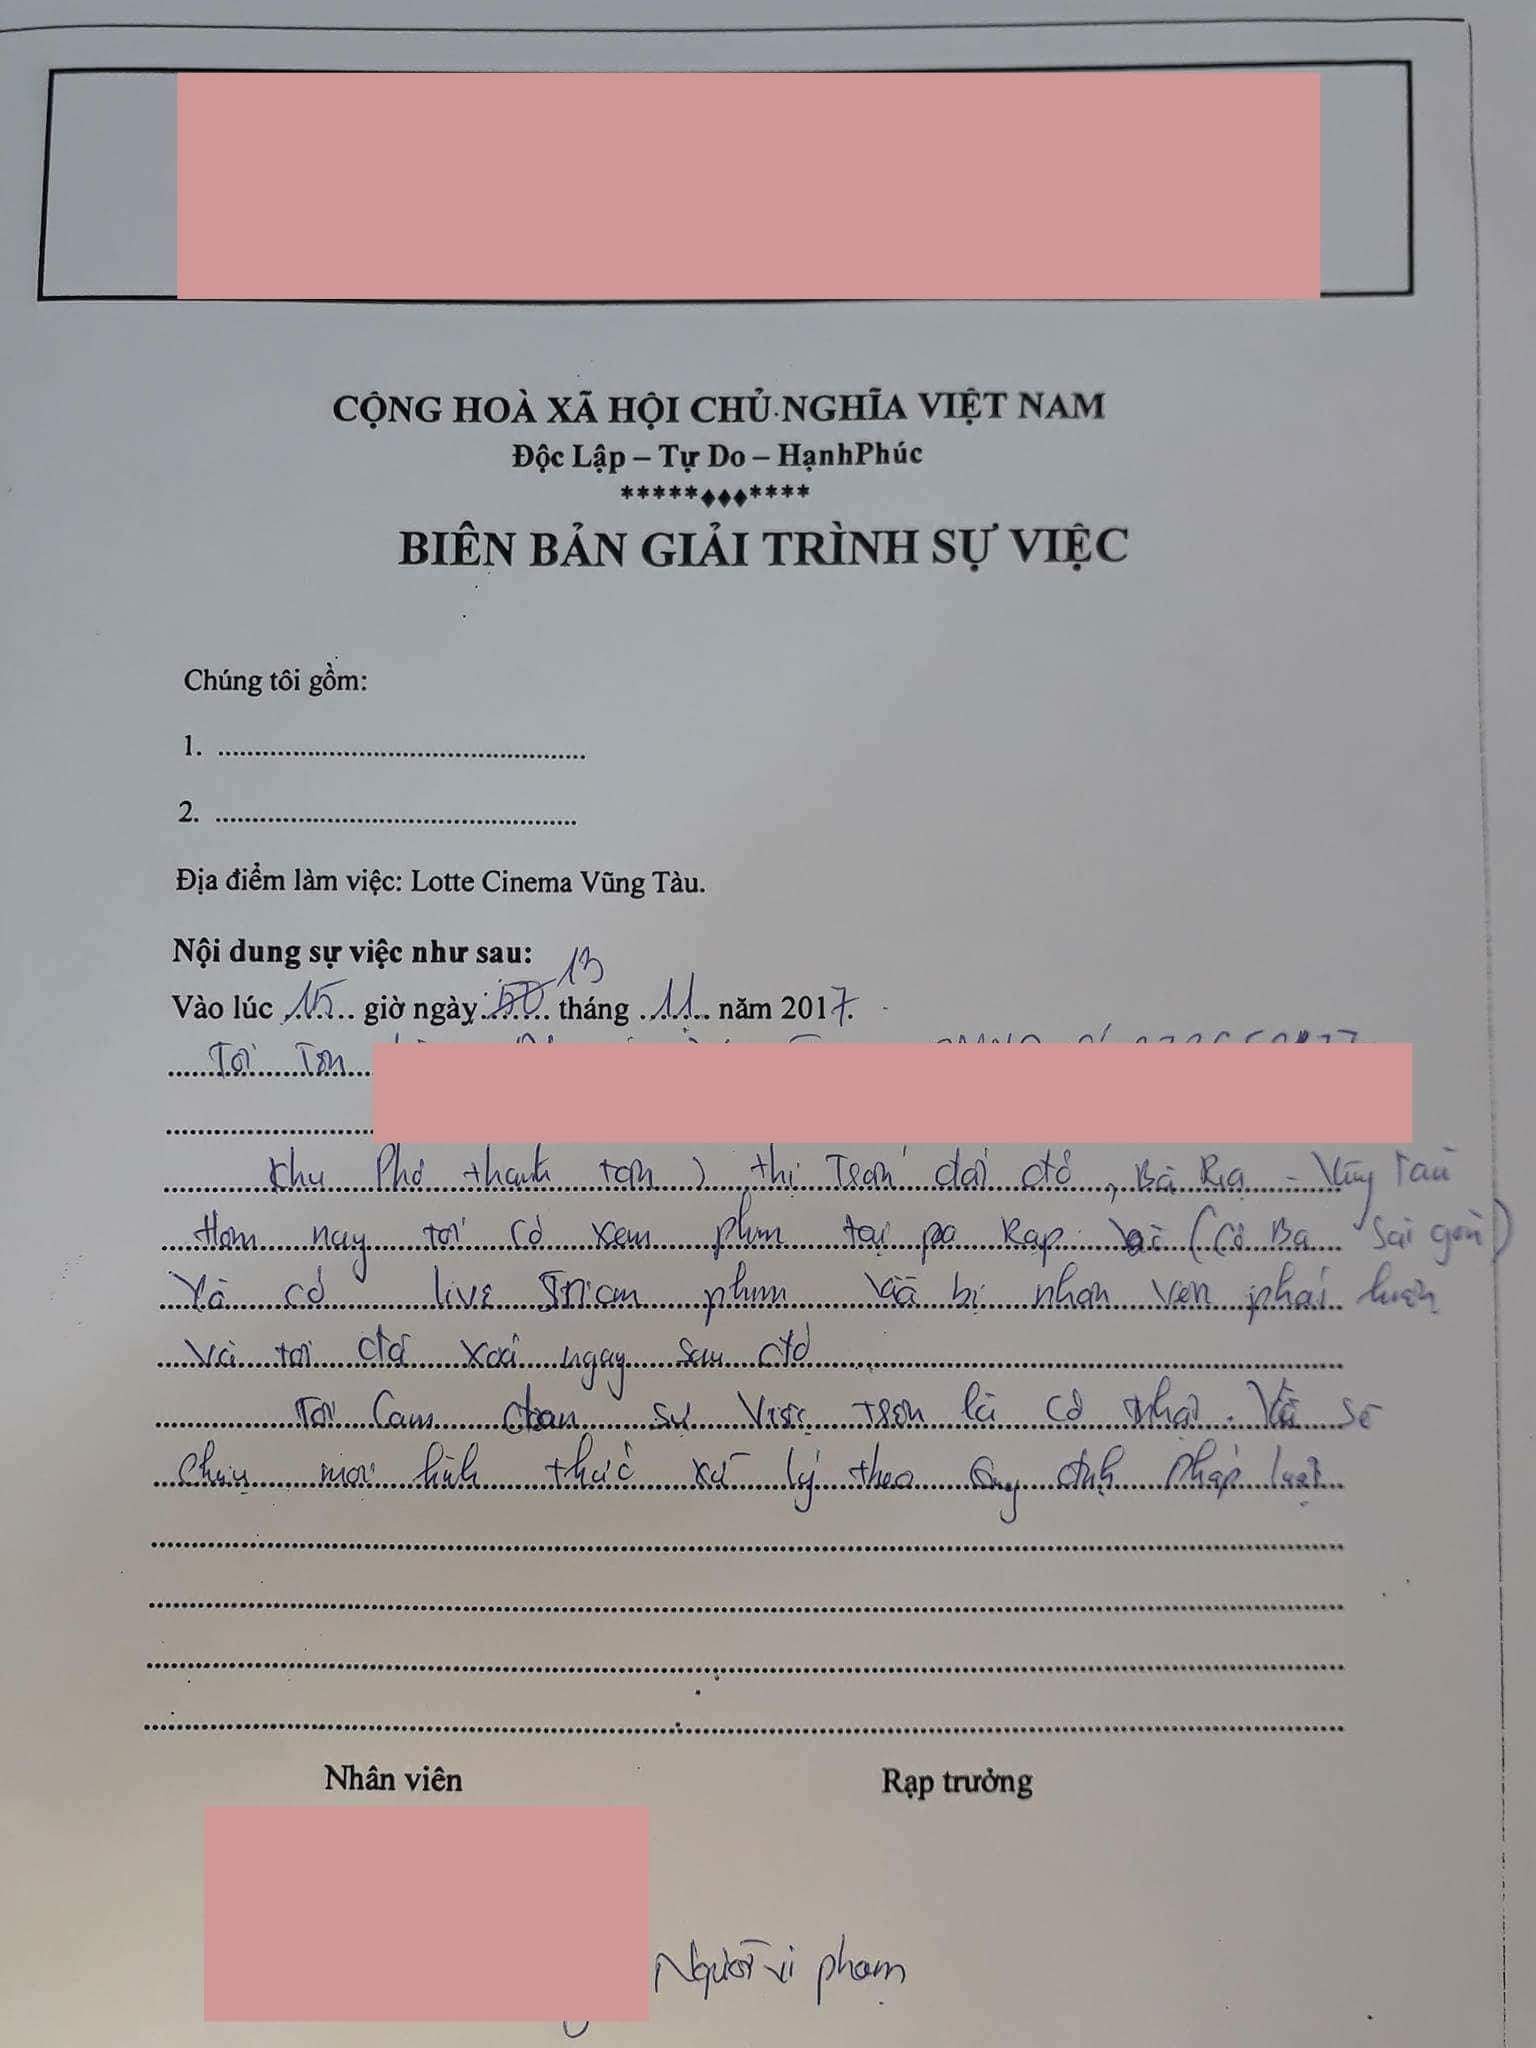 CỘNG HOÀ XÃ HỘI CHỦ NGHĨA VIỆT NAM
Độc Lập – Tự Do – HạnhPhúc
*****♦♦♦****
BIÊN BẢN GIẢI TRÌNH SỰ VIỆC
Chúng tôi gồm:
1. ..................................................
2. ..................................................
Địa điểm làm việc: Lotte Cinema Vũng Tàu.
Nội dung sự việc như sau:
13
Vào lúc 15 giờ ngày tháng 11 năm 2017.
Tôi Tên
Khu Phố thanh tân, thị Trấn đất đỏ, Bà Rịa - Vũng Tàu
Hôm nay tôi có xem phim tại Rạp (Cô Ba Sài gòn)
Và có live phim Và bị nhân viên phát hiện
Và tôi đã xoá ngay sau đó
Tôi Cam đoan sự Việc trên là có thật. Và sẽ
chịu mọi hình thức xử lý theo quy định pháp luật
Nhân viên
Rạp trưởng
Người vi phạm